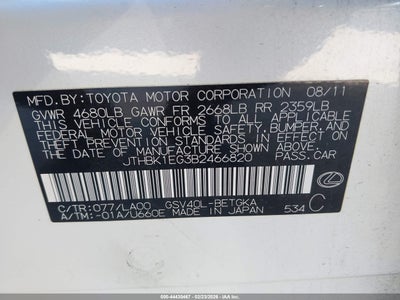 MFD.BY:TOYOTA MOTOR CORPORATION 08/11
GVWR 4680LB, GAWR FR 2668LB RR 2359LB
THIS VEHICLE CONFORMS TO ALL APPLICABLE
FEDERAL MOTOR VEHICLE SAFETY, BUMPER, AND
THEFT PREVENTION STANDARDS IN EFFECT ON
THE DATE OF MANUFACTURE SHOWN ABOVE.
JTHBK1EG3B2466820 PASS.CAR
C/TR:077/LA00 GSV40L-BETGKA
A/TM:-01A/U660E MADE IN JAPAN 534 C
500-44430467 - 02/23/2026 - IAAI.COM